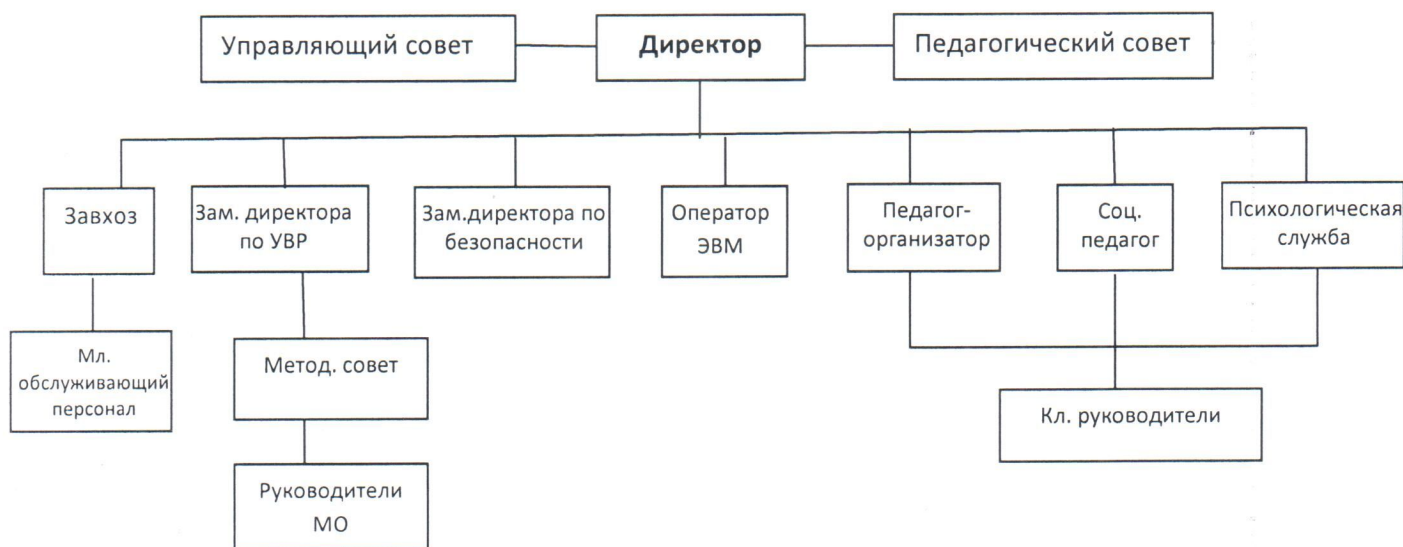 Управляющий совет
Директор
Педагогический совет
Завхоз
Зам. директора
по УВР
Зам.директора по
безопасности
Оператор
ЭВМ
Педагог-
организатор
Соц.
педагог
Психологическая
служба
Мл.
обслуживающий
персонал
Метод. совет
Кл. руководители
Руководители
МО